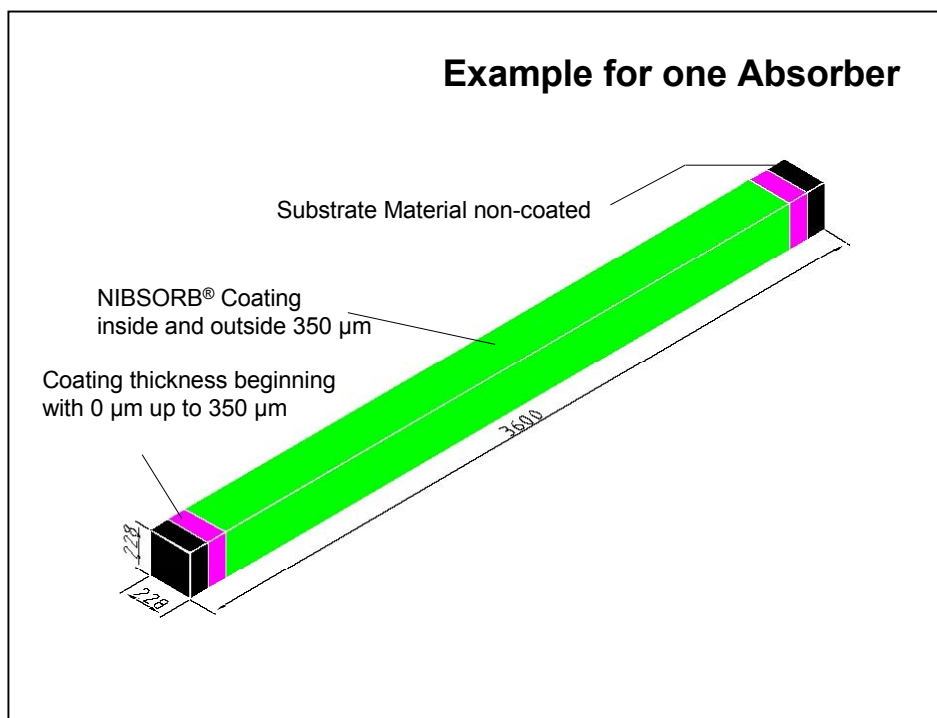 Example for one Absorber
Substrate Material non-coated
NIBSORB® Coating
inside and outside 350 µm
Coating thickness beginning
with 0 µm up to 350 µm
3600
228
228